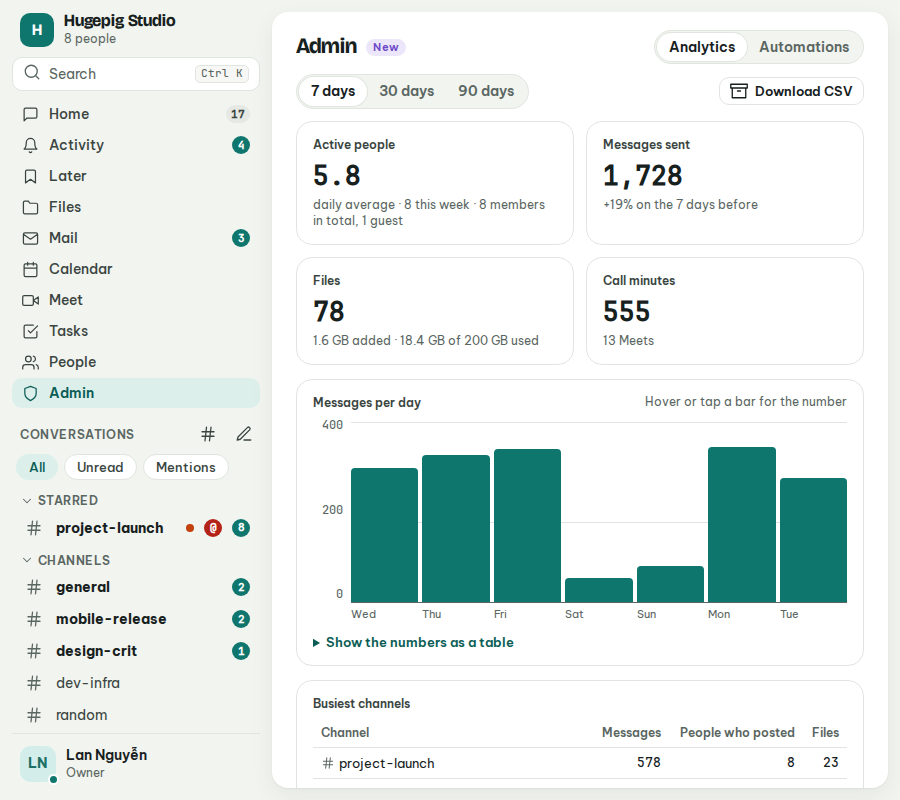 H
Hugepig Studio
8 people
Search
Ctrl K
Home
17
Activity
4
Later
Files
Mail
3
Calendar
Meet
Tasks
People
Admin
CONVERSATIONS
All
Unread
Mentions
STARRED
# project-launch
@
8
CHANNELS
# general
2
# mobile-release
2
# design-crit
1
# dev-infra
# random
LN
Lan Nguyễn
Owner
Admin
New
Analytics
Automations
7 days
30 days
90 days
Download CSV
Active people
5.8
daily average · 8 this week · 8 members
in total, 1 guest
Messages sent
1,728
+19% on the 7 days before
Files
78
1.6 GB added · 18.4 GB of 200 GB used
Call minutes
555
13 Meets
Messages per day
Hover or tap a bar for the number
400
200
0
Wed Thu Fri Sat Sun Mon Tue
Show the numbers as a table
Busiest channels
Channel Messages People who posted Files
# project-launch 578 8 23